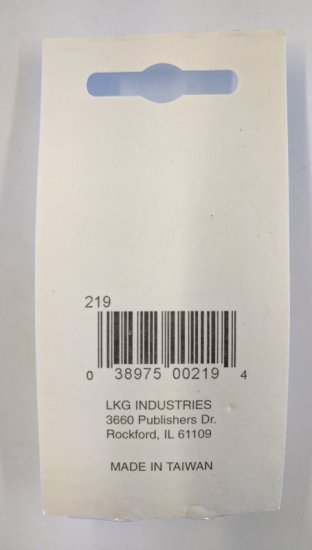 219
0 38975 00219 4
LKG INDUSTRIES
3660 Publishers Dr.
Rockford, IL 61109
MADE IN TAIWAN